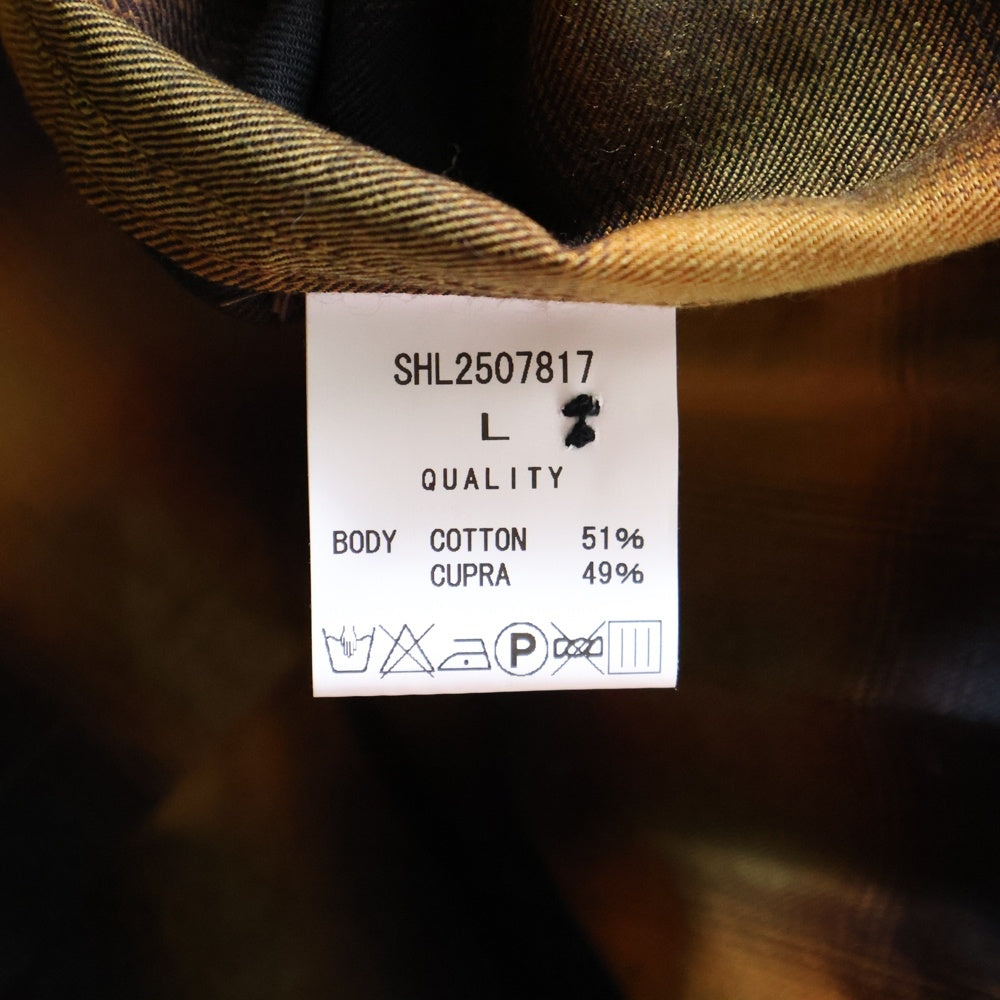 SHL2507817
L
QUALITY
BODY COTTON 51%
CUPRA 49%
P